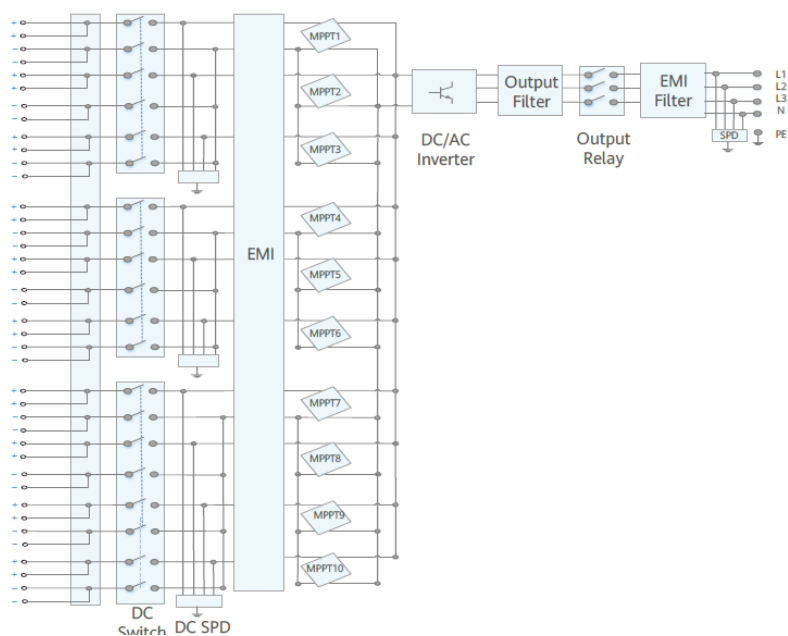 MPPT1
MPPT2
MPPT3
MPPT4
MPPT5
MPPT6
MPPT7
MPPT8
MPPT9
MPPT10
EMI
DC/AC
Inverter
Output
Filter
Output
Relay
EMI
Filter
L1
L2
L3
N
PE
SPD
DC
Switch
DC SPD